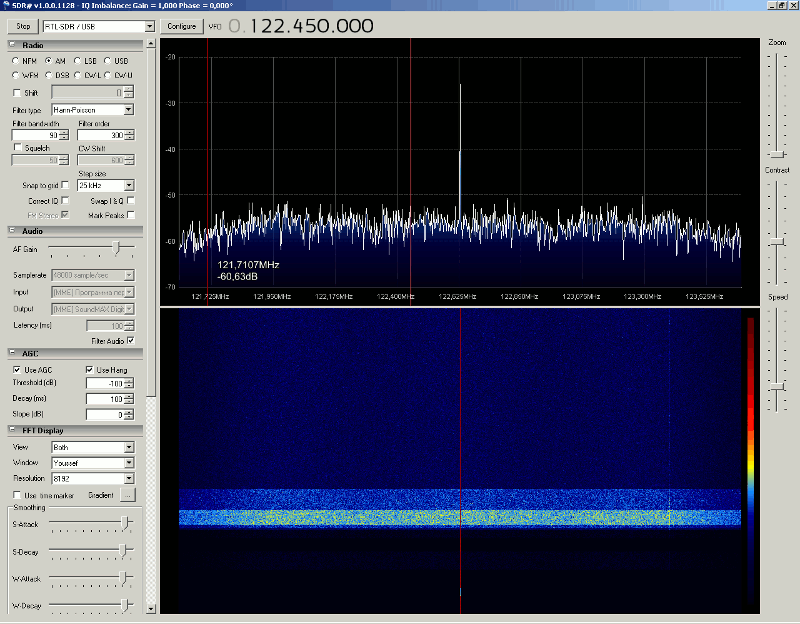 SDR# v1.0.0.1128 - IQ Imbalance: Gain = 1,000 Phase = 0,000°
Stop RTL-SDR / USB Configure VFO 0.122.450.000
Radio
NFM AM LSB USB
WFM DSB CW-L CW-U
Shift 0
Filter type Hann-Poisson
Filter bandwidth Filter order
90 300
Squelch CW Shift
50 600
Step size
Snap to grid 25 kHz
Correct IQ Swap I & Q
FM Stereo Mark Peaks
Audio
AF Gain
Samplerate 48000 sample/sec
Input [MME]
Output [MME] SoundMAX Digit
Latency (ms) 100
Filter Audio
AGC
Use AGC Use Hang
Threshold (dB) -100
Decay (ms) 100
Slope (dB) 0
FFT Display
View Both
Window Youssef
Resolution 8192
Use time marker Gradient ...
Smoothing
S-Attack
S-Decay
W-Attack
W-Decay
-20
-30
-40
-50
-60
-70
121,7107MHz
-60,63dB
121,725MHz 121,950MHz 122,175MHz 122,400MHz 122,625MHz 122,850MHz 123,075MHz 123,300MHz 123,525MHz
Zoom
Contrast
Speed